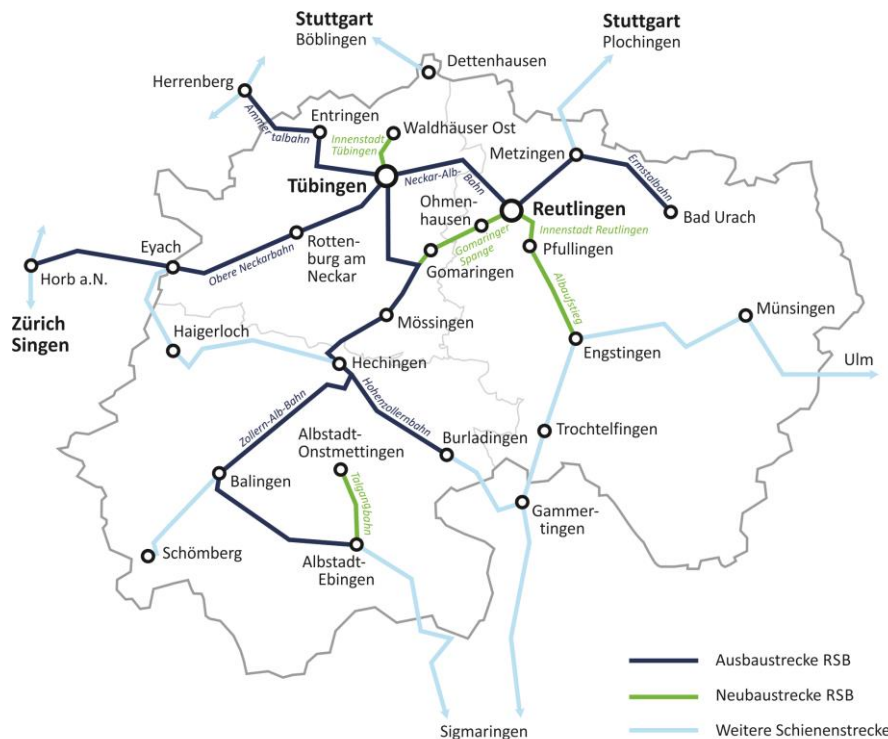 Stuttgart
Böblingen
Stuttgart
Plochingen
Dettenhausen
Herrenberg
Ammertalbahn
Entringen
Innenstadt
Tübingen
Waldhäuser Ost
Metzingen
Ermstalbahn
Tübingen
Neckar-Alb-
Bahn
Ohmen-
hausen
Reutlingen
Bad Urach
Innenstadt Reutlingen
Gomaringer
Spange
Pfullingen
Eyach
Obere Neckarbahn
Rotten-
burg am
Neckar
Gomaringen
Horb a.N.
Albaufstieg
Münsingen
Zürich
Singen
Haigerloch
Mössingen
Hechingen
Engstingen
Ulm
Zollern-Alb-Bahn
Hohenzollernbahn
Albstadt-
Onstmettingen
Burladingen
Trochtelfingen
Balingen
Talgangbahn
Gammer-
tingen
Schömberg
Albstadt-
Ebingen
Sigmaringen
Ausbaustrecke RSB
Neubaustrecke RSB
Weitere Schienenstrecke